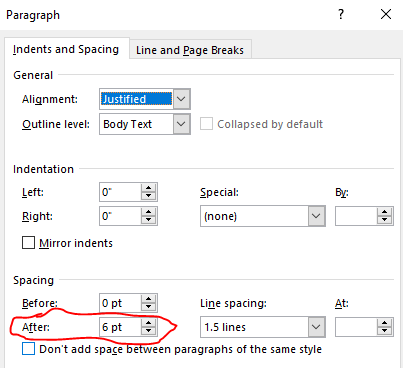 Paragraph ? ×
Indents and Spacing Line and Page Breaks
General
Alignment: Justified
Outline level: Body Text Collapsed by default
Indentation
Left: 0" Special: By:
Right: 0" (none)
Mirror indents
Spacing
Before: 0 pt Line spacing: At:
After: 6 pt 1.5 lines
Don't add space between paragraphs of the same style